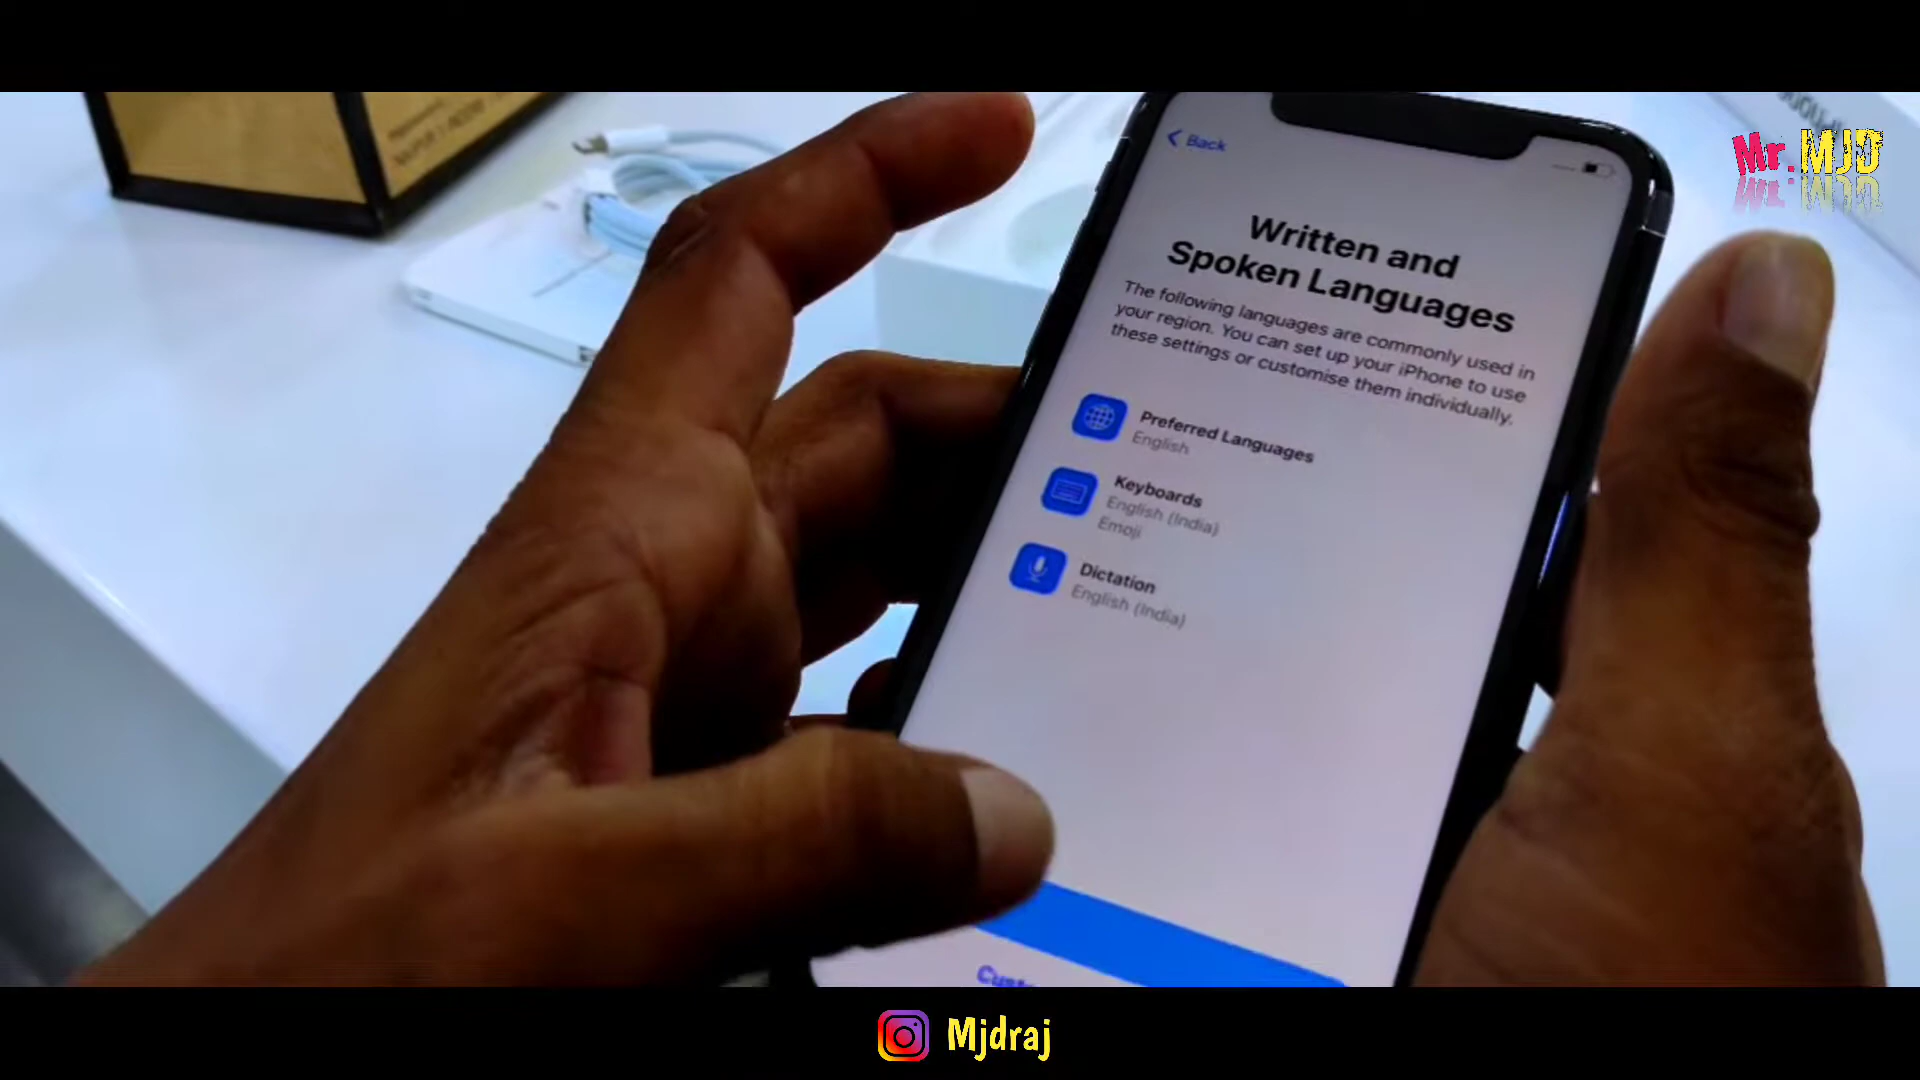 Back
Mr.MJD
Written and
Spoken Languages
The following languages are commonly used in
your region. You can set up your iPhone to use
these settings or customise them individually.
Preferred Languages
English
Keyboards
English (India)
Emoji
Dictation
English (India)
Mjdraj